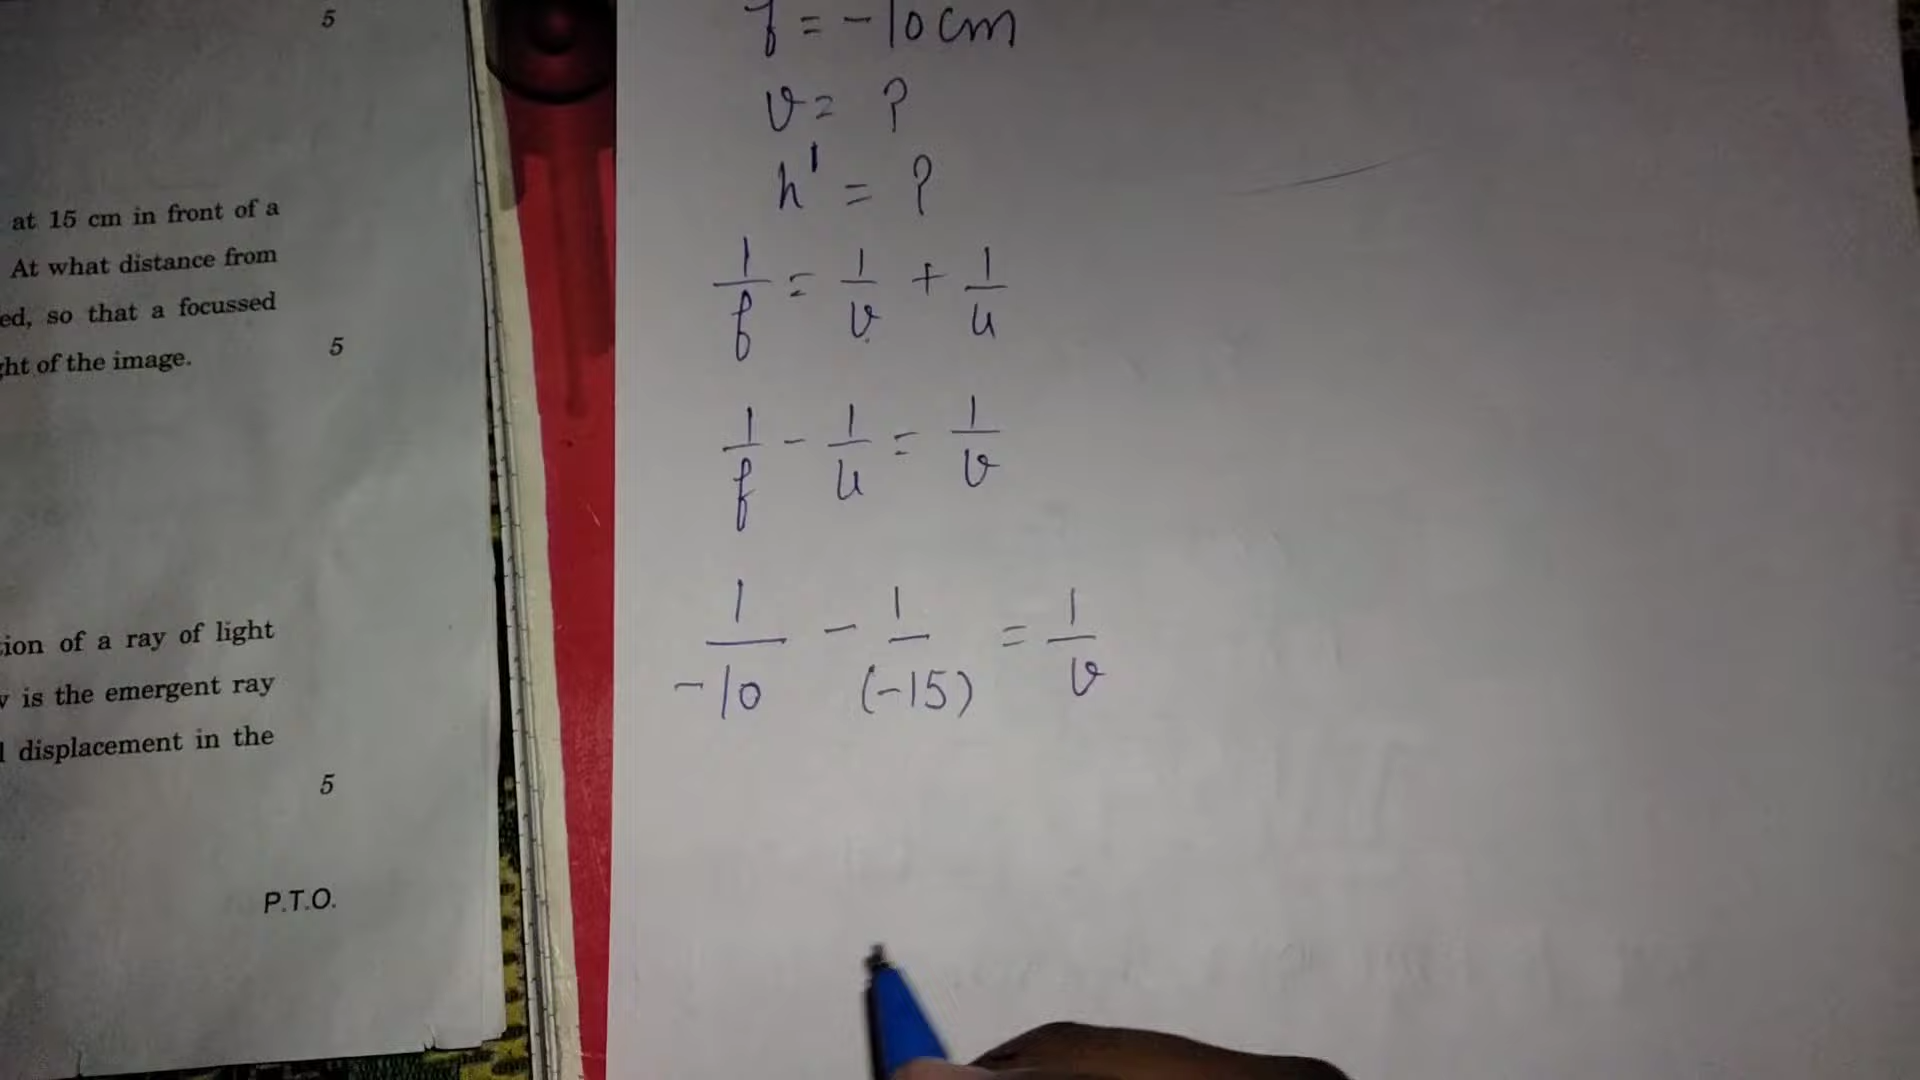 5
at 15 cm in front of a
At what distance from
ed, so that a focussed
ght of the image. 5
ion of a ray of light
is the emergent ray
displacement in the
5
P.T.O.
f = -10 cm
v = ?
h' = ?
1/f = 1/v + 1/u
1/f - 1/u = 1/v
1/-10 - 1/(-15) = 1/v